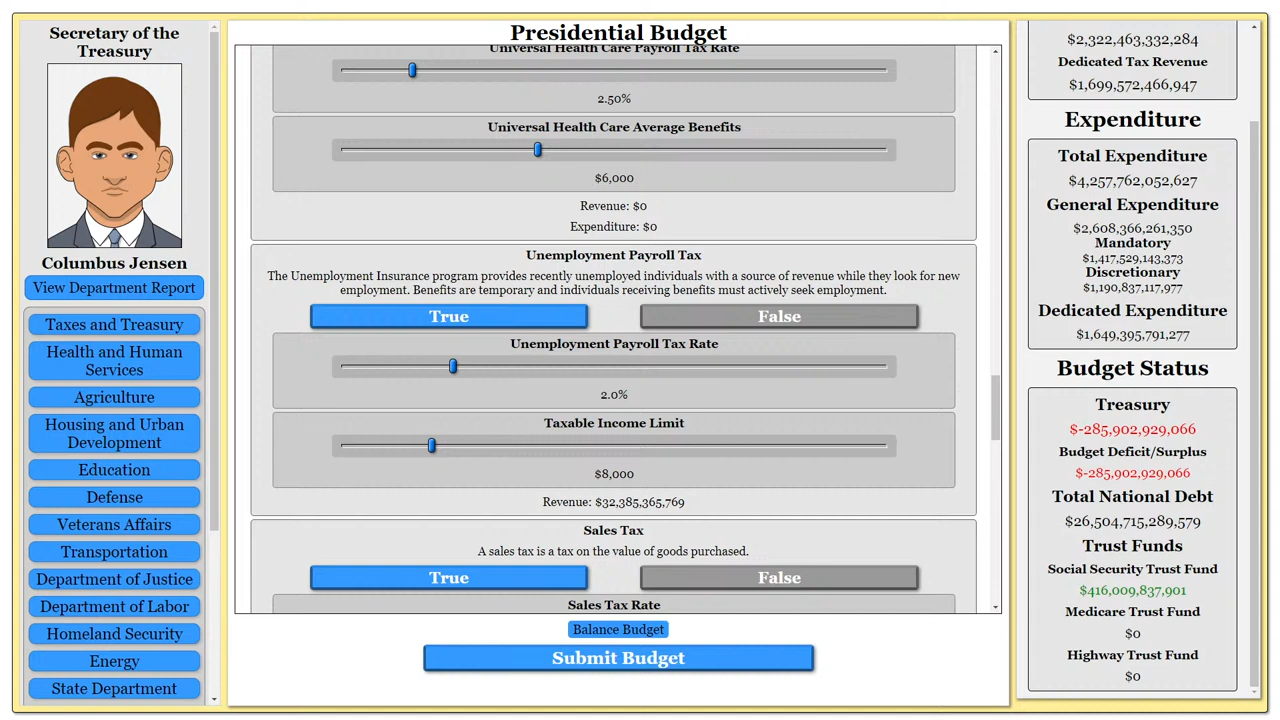 Secretary of the
Treasury
Columbus Jensen
View Department Report
Taxes and Treasury
Health and Human
Services
Agriculture
Housing and Urban
Development
Education
Defense
Veterans Affairs
Transportation
Department of Justice
Department of Labor
Homeland Security
Energy
State Department
Presidential Budget
Universal Health Care Payroll Tax Rate
2.50%
Universal Health Care Average Benefits
$6,000
Revenue: $0
Expenditure: $0
Unemployment Payroll Tax
The Unemployment Insurance program provides recently unemployed individuals with a source of revenue while they look for new
employment. Benefits are temporary and individuals receiving benefits must actively seek employment.
True
False
Unemployment Payroll Tax Rate
2.0%
Taxable Income Limit
$8,000
Revenue: $32,385,365,769
Sales Tax
A sales tax is a tax on the value of goods purchased.
True
False
Sales Tax Rate
Balance Budget
Submit Budget
$2,322,463,332,284
Dedicated Tax Revenue
$1,699,572,466,947
Expenditure
Total Expenditure
$4,257,762,052,627
General Expenditure
$2,608,366,261,350
Mandatory
$1,417,529,143,373
Discretionary
$1,190,837,117,977
Dedicated Expenditure
$1,649,395,791,277
Budget Status
Treasury
$-285,902,929,066
Budget Deficit/Surplus
$-285,902,929,066
Total National Debt
$26,504,715,289,579
Trust Funds
Social Security Trust Fund
$416,009,837,901
Medicare Trust Fund
$0
Highway Trust Fund
$0